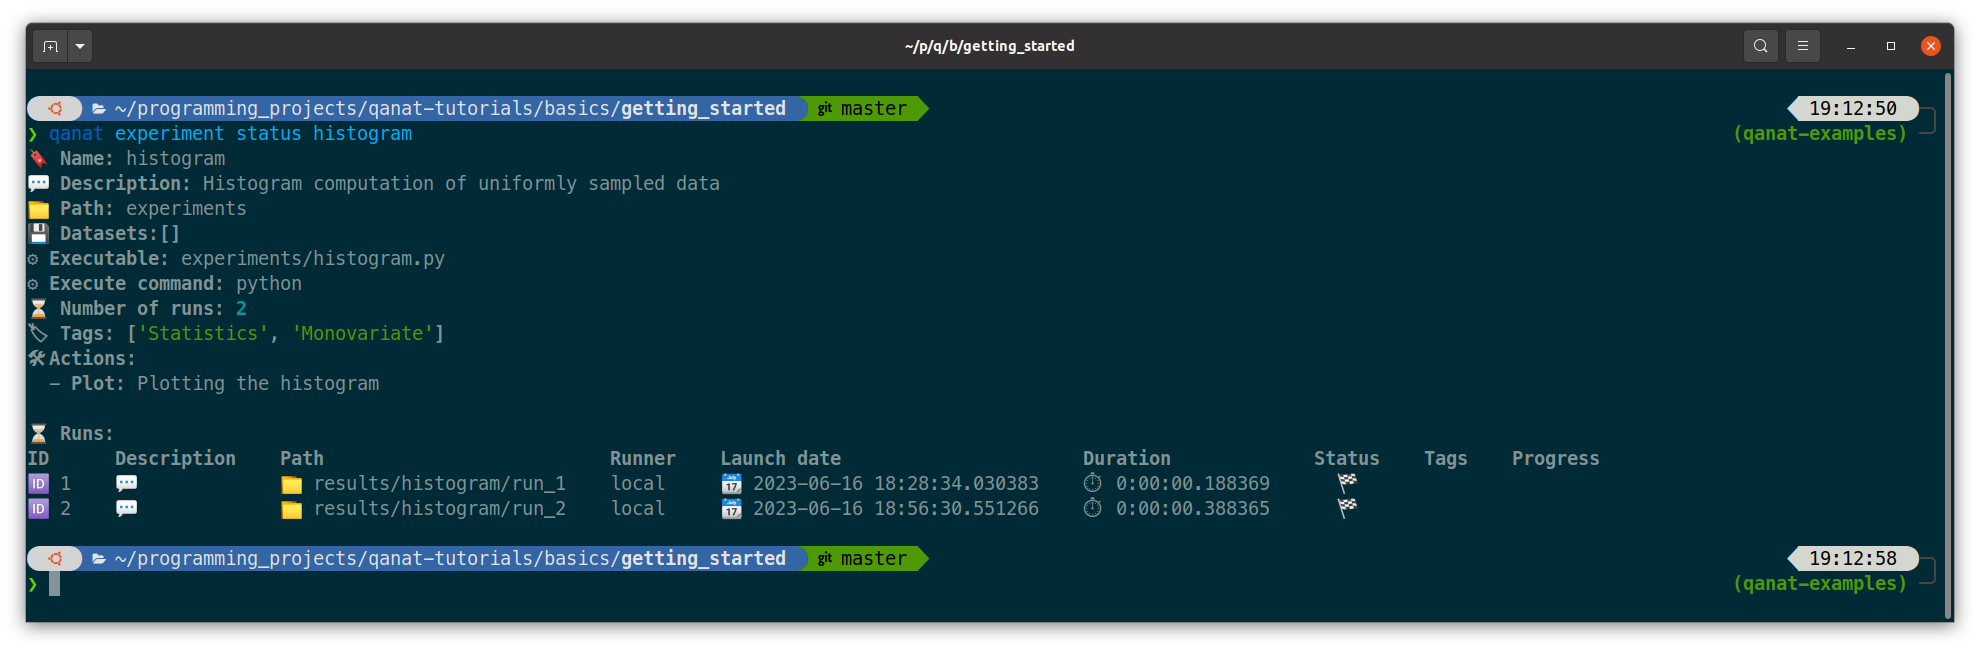 ~/p/q/b/getting_started
~/programming_projects/qanat-tutorials/basics/getting_started git master 19:12:50
❯ qanat experiment status histogram (qanat-examples)
Name: histogram
Description: Histogram computation of uniformly sampled data
Path: experiments
Datasets:[]
Executable: experiments/histogram.py
Execute command: python
Number of runs: 2
Tags: ['Statistics', 'Monovariate']
Actions:
- Plot: Plotting the histogram
Runs:
ID Description Path Runner Launch date Duration Status Tags Progress
ID 1 results/histogram/run_1 local July 17 2023-06-16 18:28:34.030383 0:00:00.188369
ID 2 results/histogram/run_2 local July 17 2023-06-16 18:56:30.551266 0:00:00.388365
~/programming_projects/qanat-tutorials/basics/getting_started git master 19:12:58
❯ (qanat-examples)